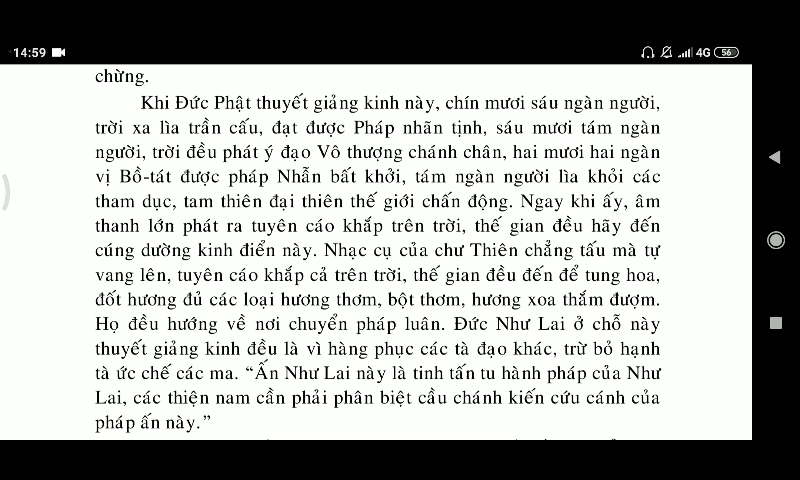 14:59
4G 56
chừng.
Khi Đức Phật thuyết giảng kinh này, chín mươi sáu ngàn người,
trời xa lìa trần cấu, đạt được Pháp nhãn tịnh, sáu mươi tám ngàn
người, trời đều phát ý đạo Vô thượng chánh chân, hai mươi hai ngàn
vị Bồ-tát được pháp Nhẫn bất khởi, tám ngàn người lìa khỏi các
tham dục, tam thiên đại thiên thế giới chấn động. Ngay khi ấy, âm
thanh lớn phát ra tuyên cáo khắp trên trời, thế gian đều hãy đến
cúng dường kinh điển này. Nhạc cụ của chư Thiên chẳng tấu mà tự
vang lên, tuyên cáo khắp cả trên trời, thế gian đều đến để tung hoa,
đốt hương đủ các loại hương thơm, bột thơm, hương xoa thắm đượm.
Họ đều hướng về nơi chuyển pháp luân. Đức Như Lai ở chỗ này
thuyết giảng kinh đều là vì hàng phục các tà đạo khác, trừ bỏ hạnh
tà ức chế các ma. “Ấn Như Lai này là tinh tấn tu hành pháp của Như
Lai, các thiện nam cần phải phân biệt cầu chánh kiến cứu cánh của
pháp ấn này.”